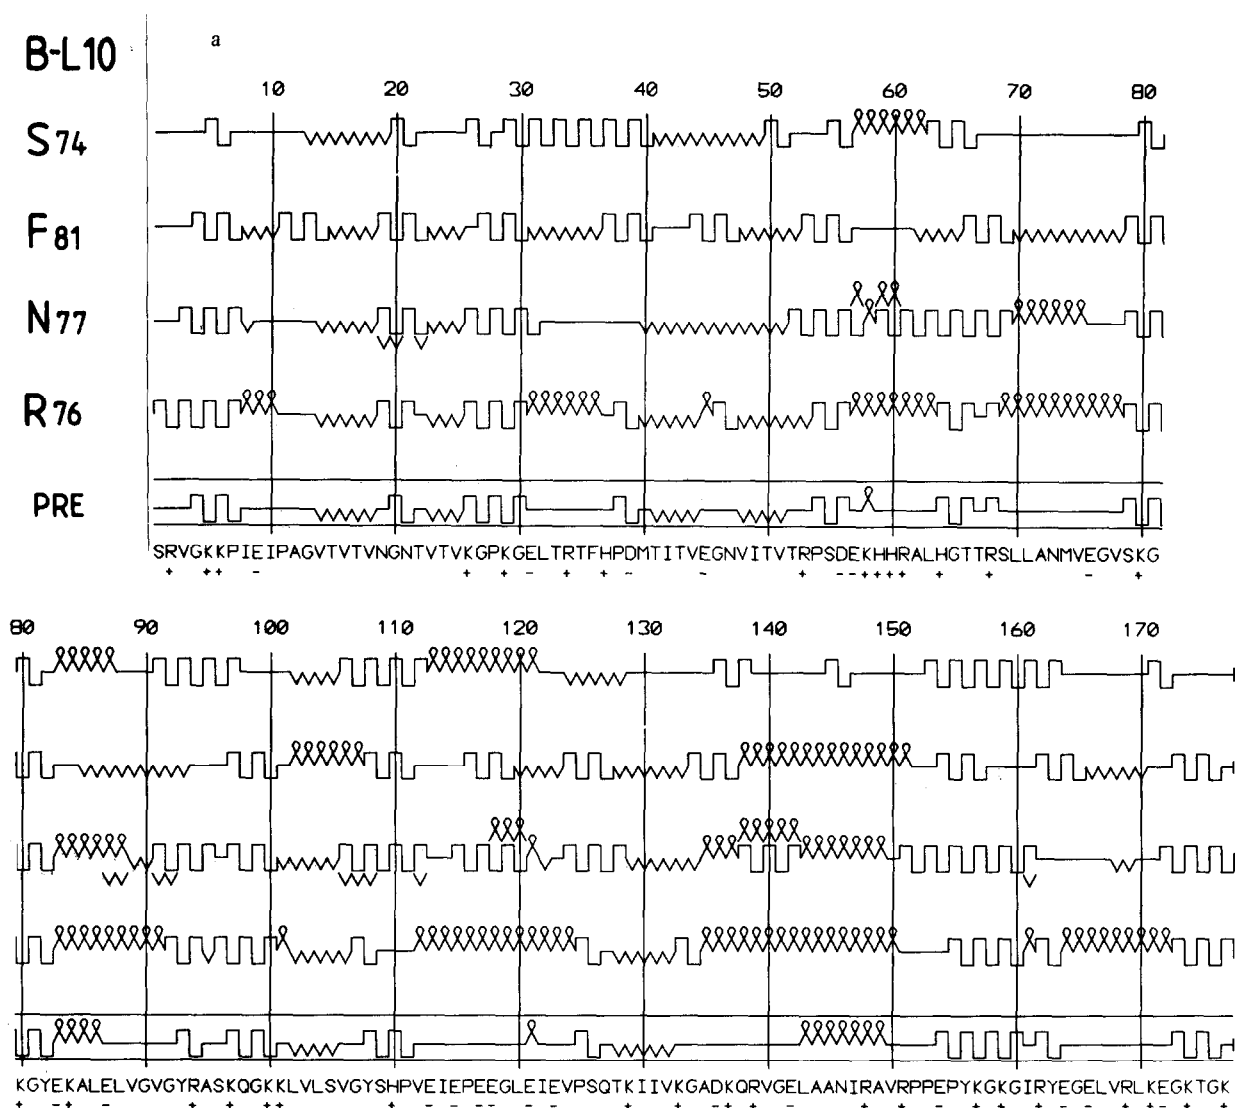 B-L10
a
10 20 30 40 50 60 70 80
S74
F81
N77
R76
PRE
SRVGKKPIEIPAGVTVTVNGNTVTVKGPKGELTRTFHPDMTITVEGNVITVTRPSDEKHHRALHGTTRSLLANMVEGVSKG
+ ++ - + + - + + - - + --++++ + + - +
80 90 100 110 120 130 140 150 160 170
KGYEKALELVGVGYRASKQGKKLVLSVGYSHPVEIEPEEGLEIEVPSQTKIIVKGADKQRVGELAANIRAVRPPEPYKGKGIRYEGELVRLKEGKTGK
+ -+ - + + ++ + - - -- - - + + -+ + - + + - + + + - - + +- + +